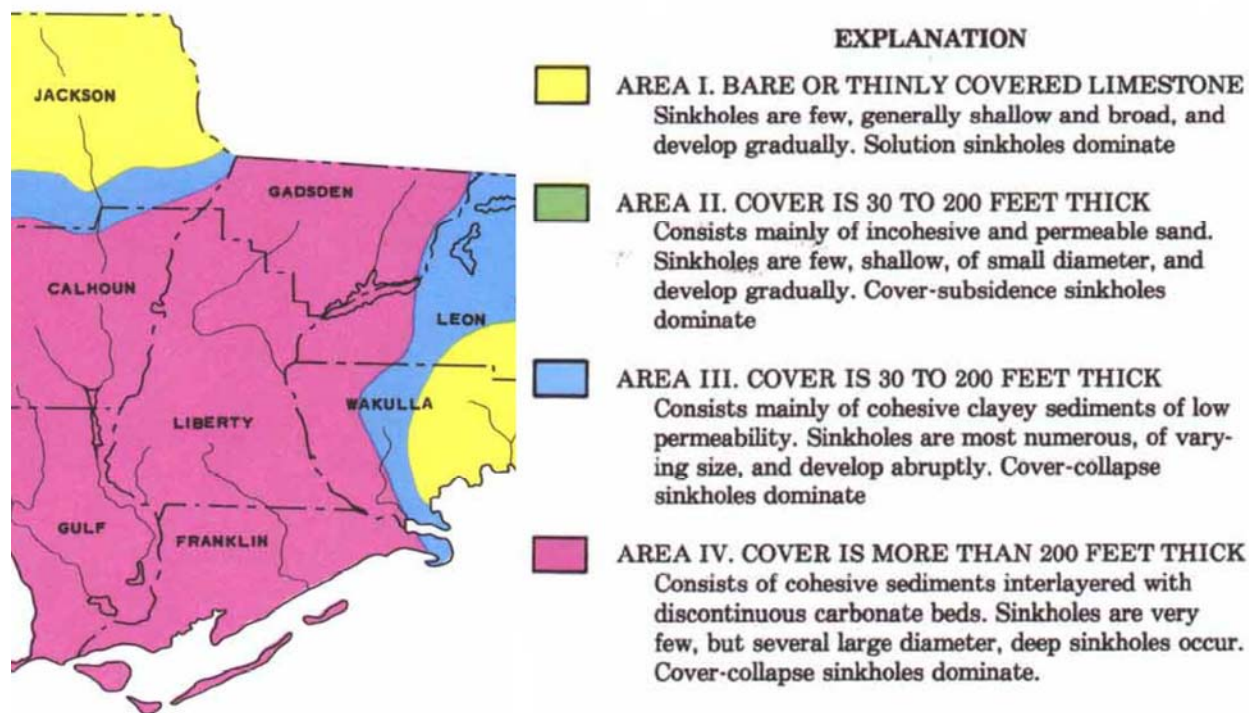 JACKSON
GADSDEN
CALHOUN
LEON
WAKULLA
LIBERTY
GULF
FRANKLIN
EXPLANATION
AREA I. BARE OR THINLY COVERED LIMESTONE
Sinkholes are few, generally shallow and broad, and
develop gradually. Solution sinkholes dominate
AREA II. COVER IS 30 TO 200 FEET THICK
Consists mainly of incohesive and permeable sand.
Sinkholes are few, shallow, of small diameter, and
develop gradually. Cover-subsidence sinkholes
dominate
AREA III. COVER IS 30 TO 200 FEET THICK
Consists mainly of cohesive clayey sediments of low
permeability. Sinkholes are most numerous, of vary-
ing size, and develop abruptly. Cover-collapse
sinkholes dominate
AREA IV. COVER IS MORE THAN 200 FEET THICK
Consists of cohesive sediments interlayered with
discontinuous carbonate beds. Sinkholes are very
few, but several large diameter, deep sinkholes occur.
Cover-collapse sinkholes dominate.